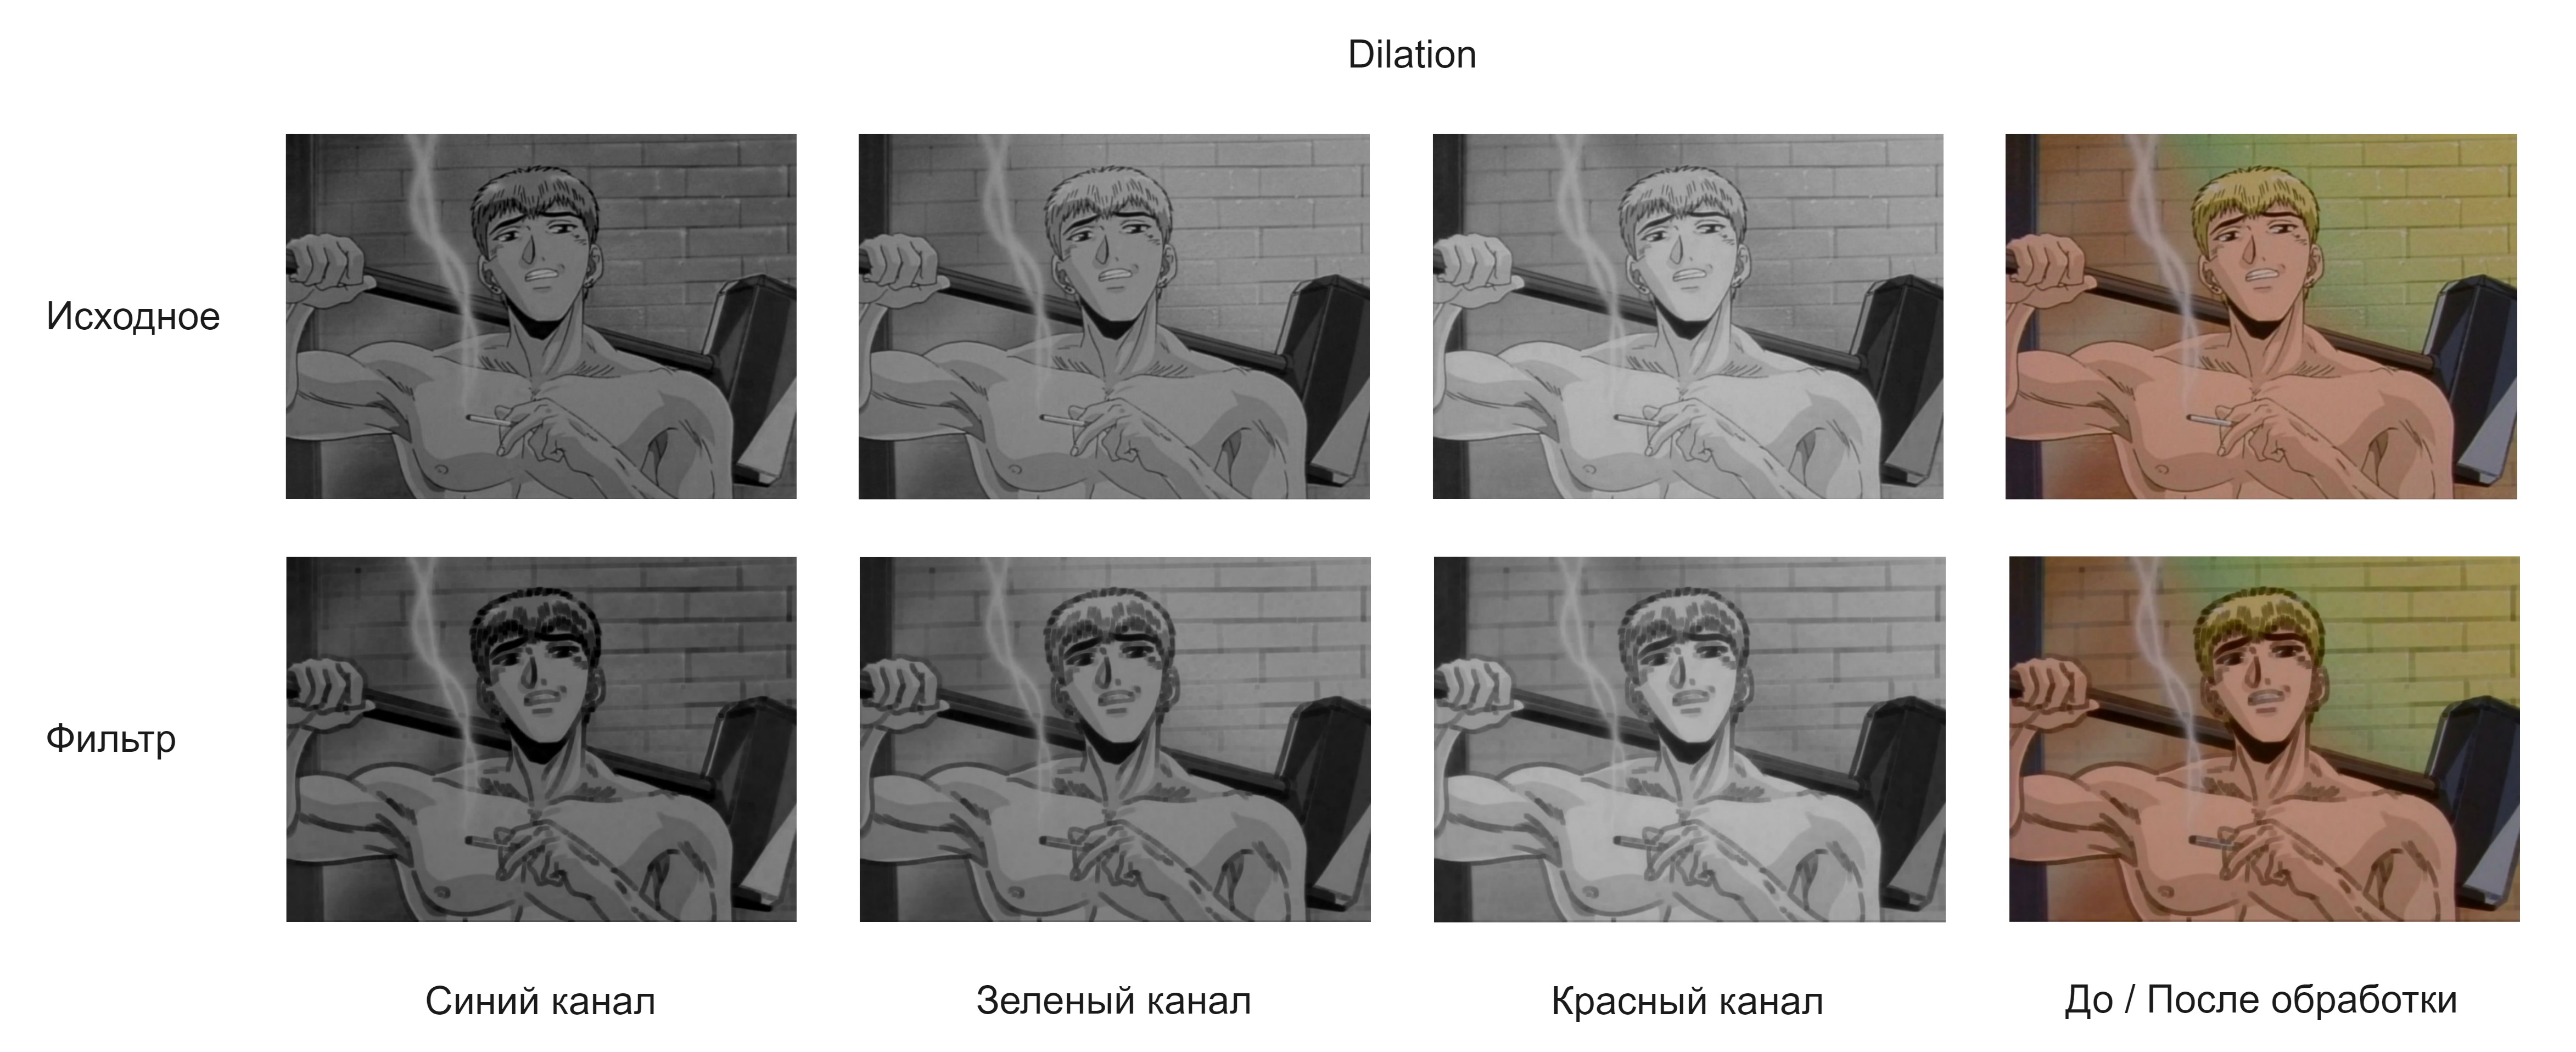 Dilation
Исходное
Фильтр
Синий канал
Зеленый канал
Красный канал
До / После обработки